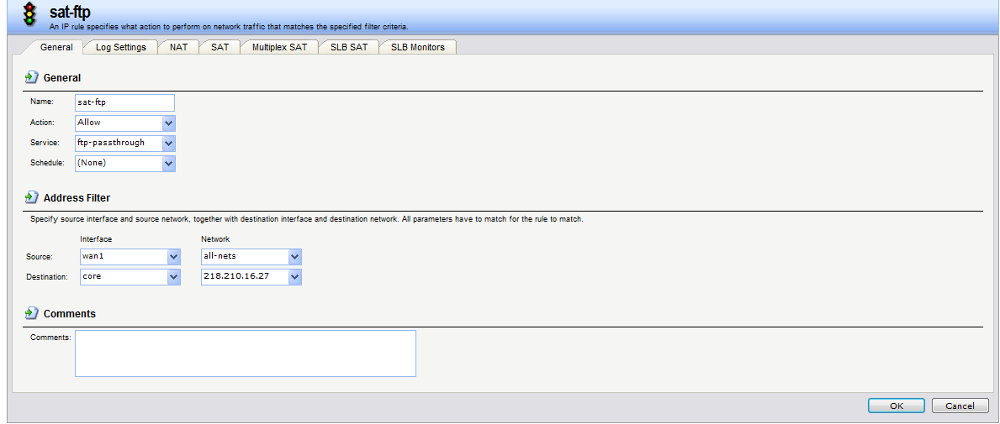 sat-ftp
An IP rule specifies what action to perform on network traffic that matches the specified filter criteria.
General Log Settings NAT SAT Multiplex SAT SLB SAT SLB Monitors
General
Name: sat-ftp
Action: Allow
Service: ftp-passthrough
Schedule: (None)
Address Filter
Specify source interface and source network, together with destination interface and destination network. All parameters have to match for the rule to match.
Interface Network
Source: wan1 all-nets
Destination: core 218.210.16.27
Comments
Comments:
OK Cancel